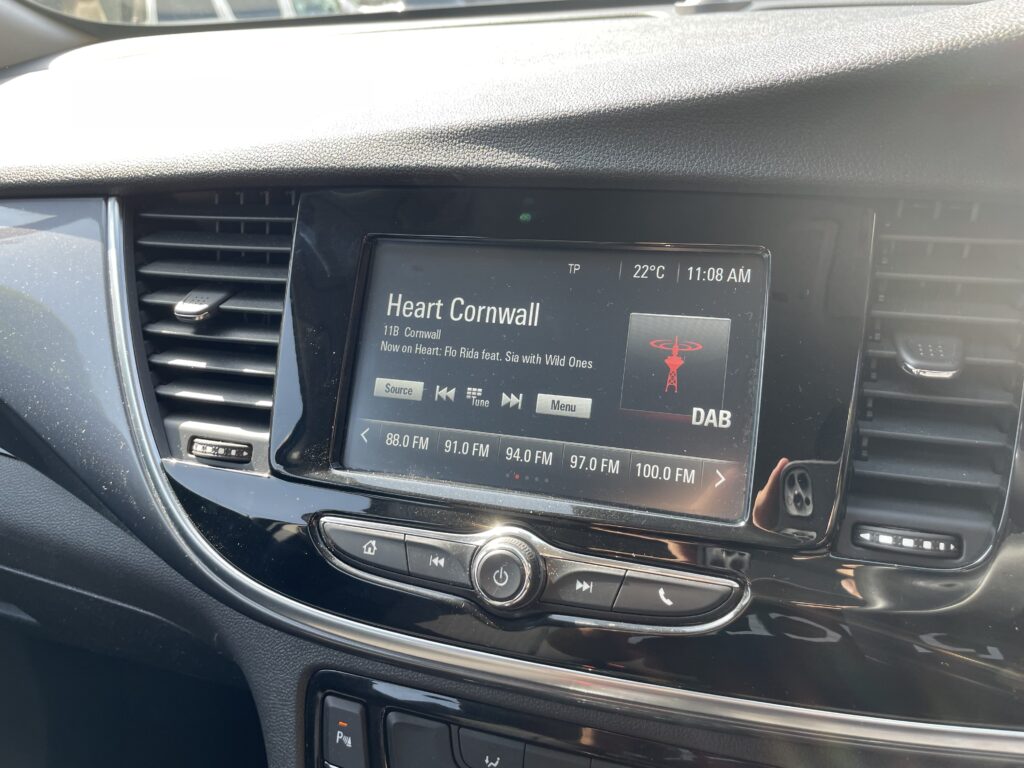 TP 22°C 11:08 AM
Heart Cornwall
11B Cornwall
Now on Heart: Flo Rida feat. Sia with Wild Ones
Source Tune Menu
DAB
88.0 FM 91.0 FM 94.0 FM 97.0 FM 100.0 FM
P